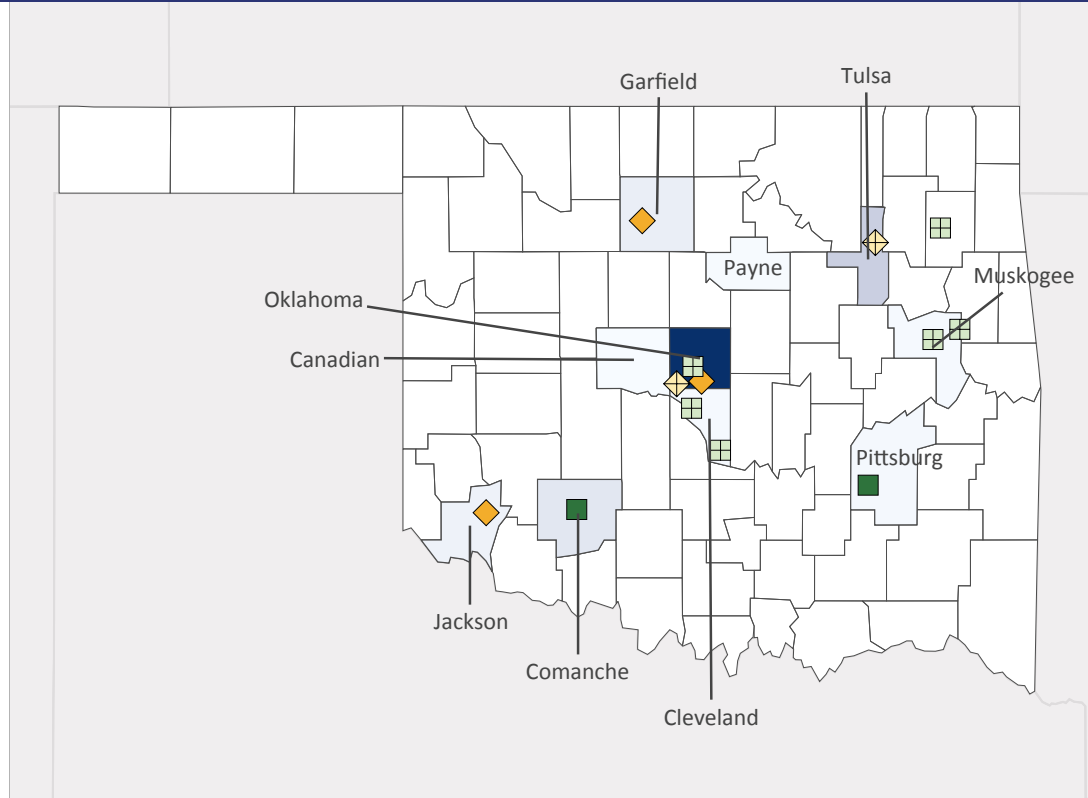 Garfield
Tulsa
Payne
Muskogee
Oklahoma
Canadian
Pittsburg
Jackson
Comanche
Cleveland